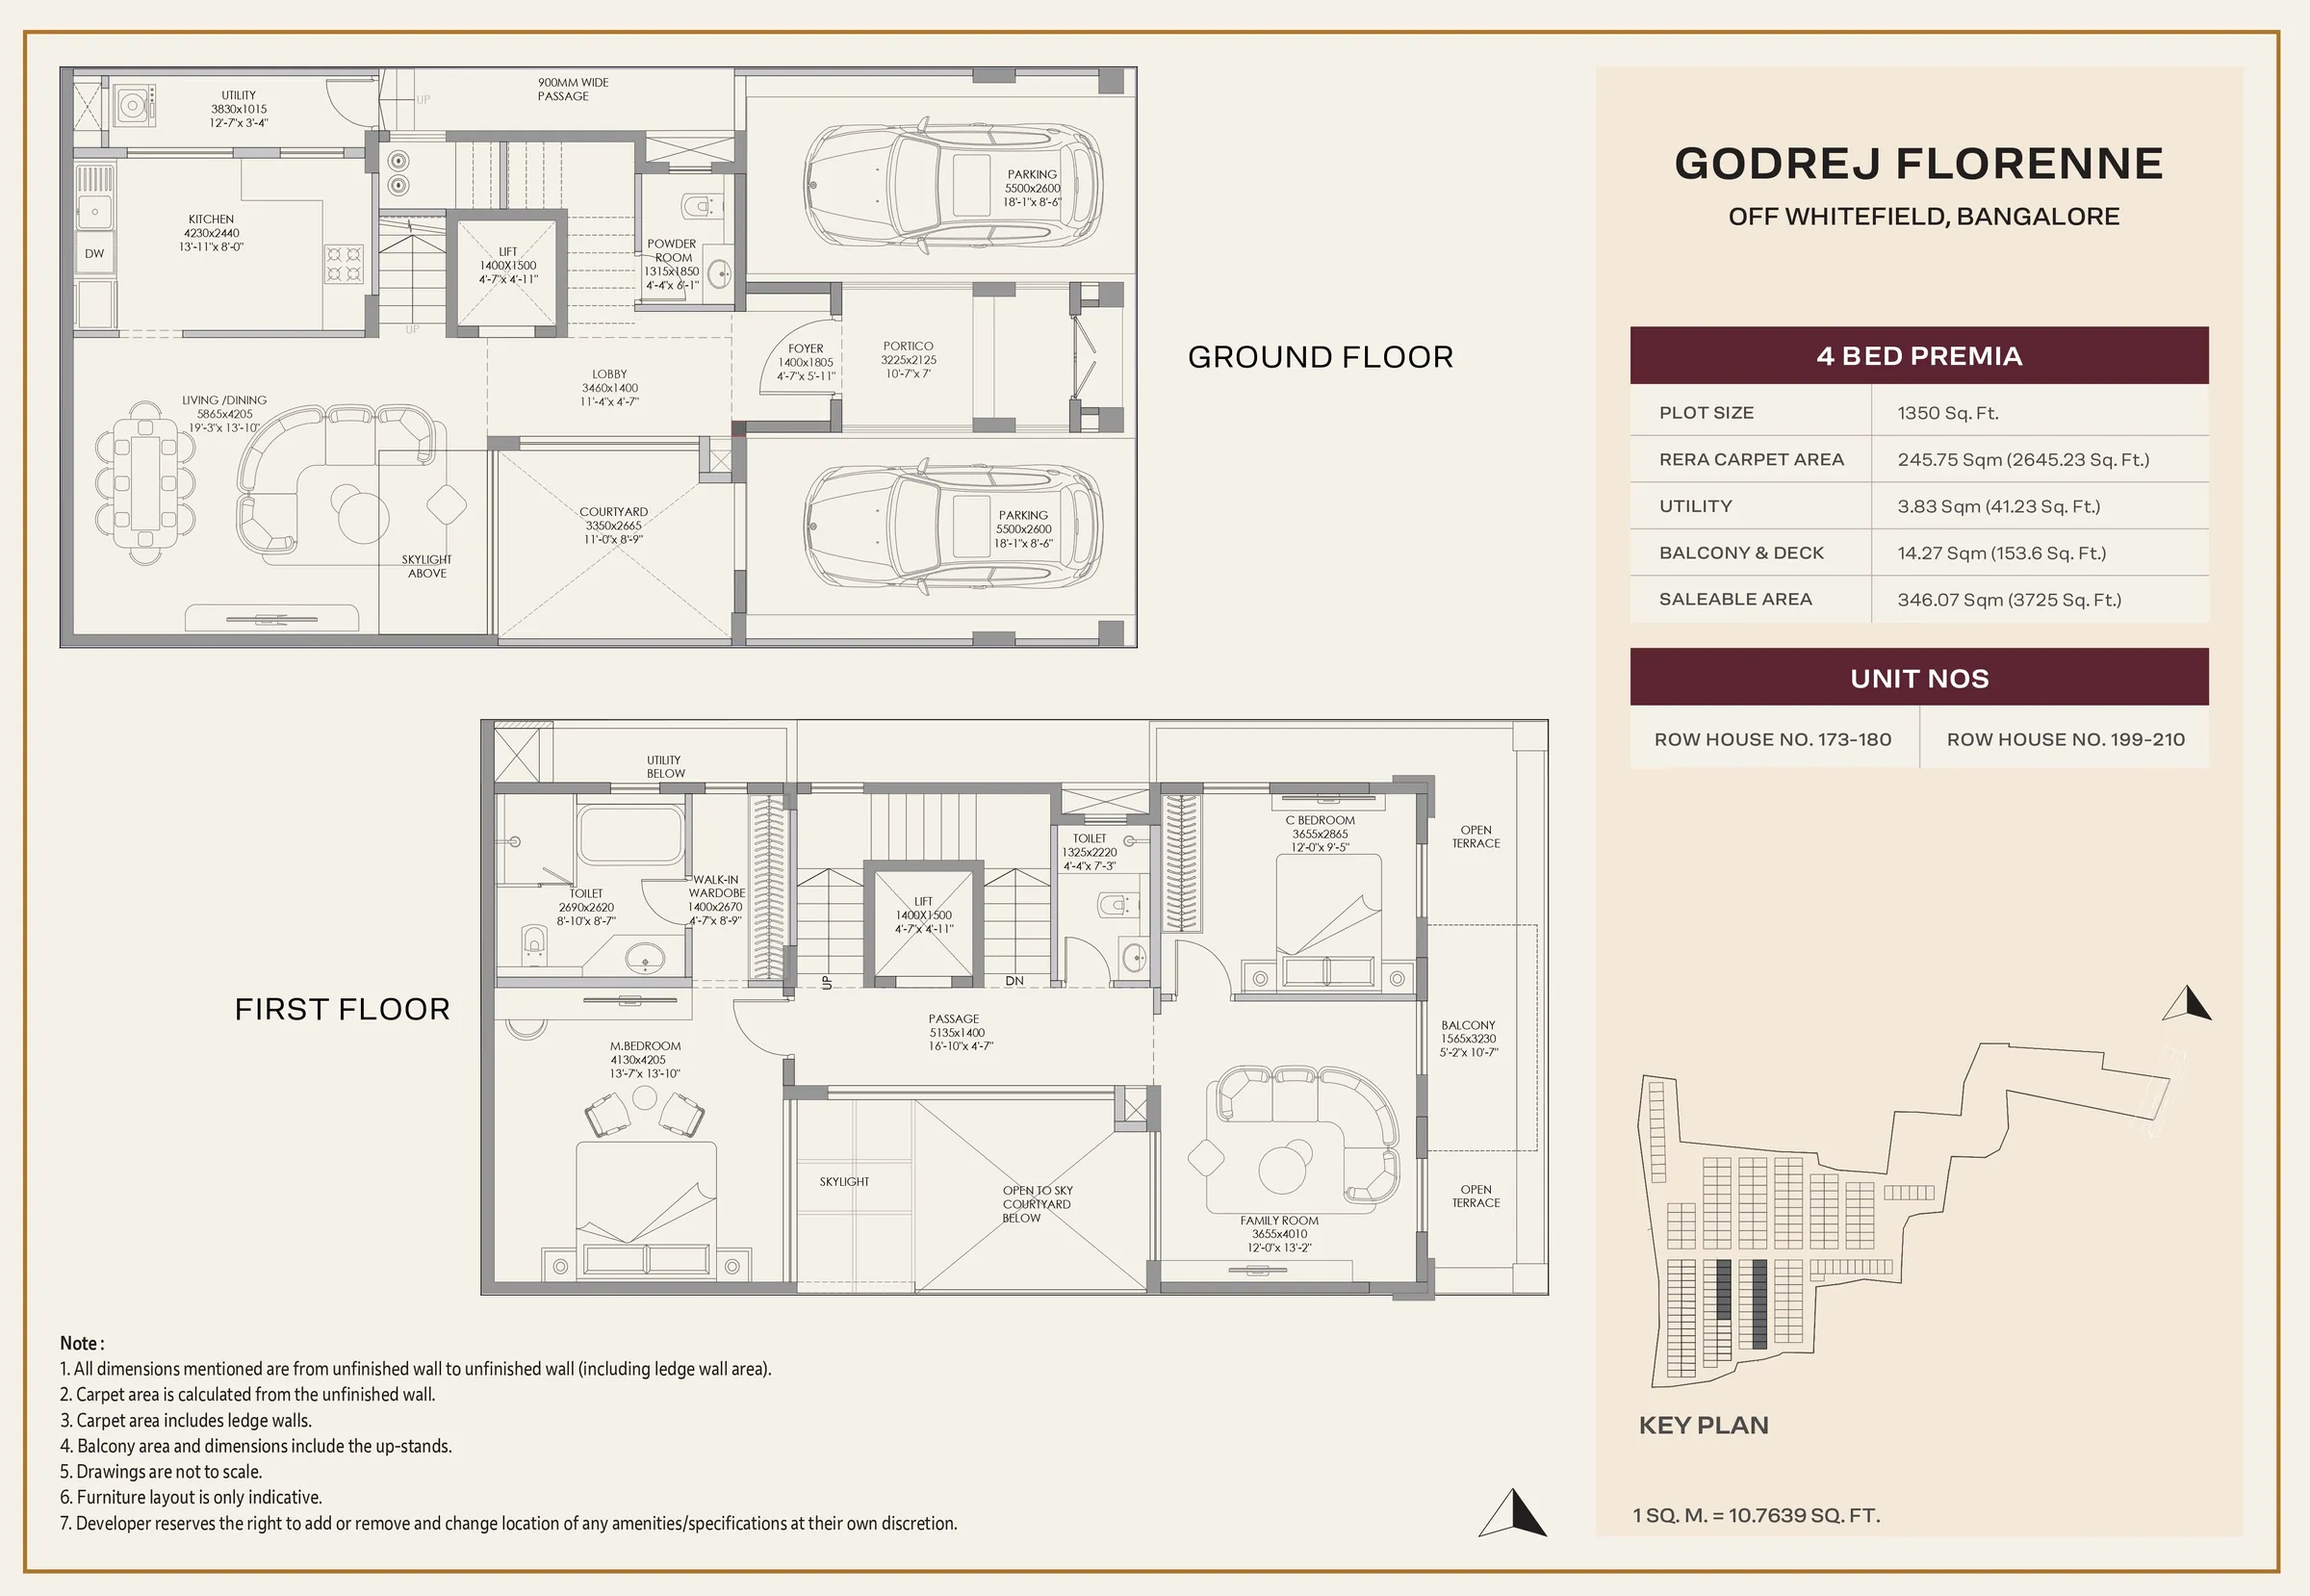 UTILITY
3830x1015
12'-7"x 3'-4"
UP
900MM WIDE
PASSAGE
KITCHEN
4230x2440
13'-11"x 8'-0"
DW
LIFT
1400X1500
4'-7"x 4'-11"
POWDER
ROOM
1315x1850
4'-4"x 6'-1"
PARKING
5500x2600
18'-1"x 8'-6"
UP
FOYER
1400x1805
4'-7"x 5'-11"
PORTICO
3225x2125
10'-7"x 7'
LOBBY
3460x1400
11'-4"x 4'-7"
LIVING /DINING
5865x4205
19'-3"x 13'-10"
SKYLIGHT
ABOVE
COURTYARD
3350x2665
11'-0"x 8'-9"
PARKING
5500x2600
18'-1"x 8'-6"
GROUND FLOOR
UTILITY
BELOW
TOILET
2690x2620
8'-10"x 8'-7"
WALK-IN
WARDOBE
1400x2670
4'-7"x 8'-9"
LIFT
1400X1500
4'-7"x 4'-11"
UP
DN
TOILET
1325x2220
4'-4"x 7'-3"
C BEDROOM
3655x2865
12'-0"x 9'-5"
OPEN
TERRACE
FIRST FLOOR
M.BEDROOM
4130x4205
13'-7"x 13'-10"
PASSAGE
5135x1400
16'-10"x 4'-7"
BALCONY
1565x3230
5'-2"x 10'-7"
SKYLIGHT
OPEN TO SKY
COURTYARD
BELOW
FAMILY ROOM
3655x4010
12'-0"x 13'-2"
OPEN
TERRACE
Note :
1. All dimensions mentioned are from unfinished wall to unfinished wall (including ledge wall area).
2. Carpet area is calculated from the unfinished wall.
3. Carpet area includes ledge walls.
4. Balcony area and dimensions include the up-stands.
5. Drawings are not to scale.
6. Furniture layout is only indicative.
7. Developer reserves the right to add or remove and change location of any amenities/specifications at their own discretion.
GODREJ FLORENNE
OFF WHITEFIELD, BANGALORE
4 BED PREMIA
PLOT SIZE 1350 Sq. Ft.
RERA CARPET AREA 245.75 Sqm (2645.23 Sq. Ft.)
UTILITY 3.83 Sqm (41.23 Sq. Ft.)
BALCONY & DECK 14.27 Sqm (153.6 Sq. Ft.)
SALEABLE AREA 346.07 Sqm (3725 Sq. Ft.)
UNIT NOS
ROW HOUSE NO. 173-180 ROW HOUSE NO. 199-210
KEY PLAN
1 SQ. M. = 10.7639 SQ. FT.